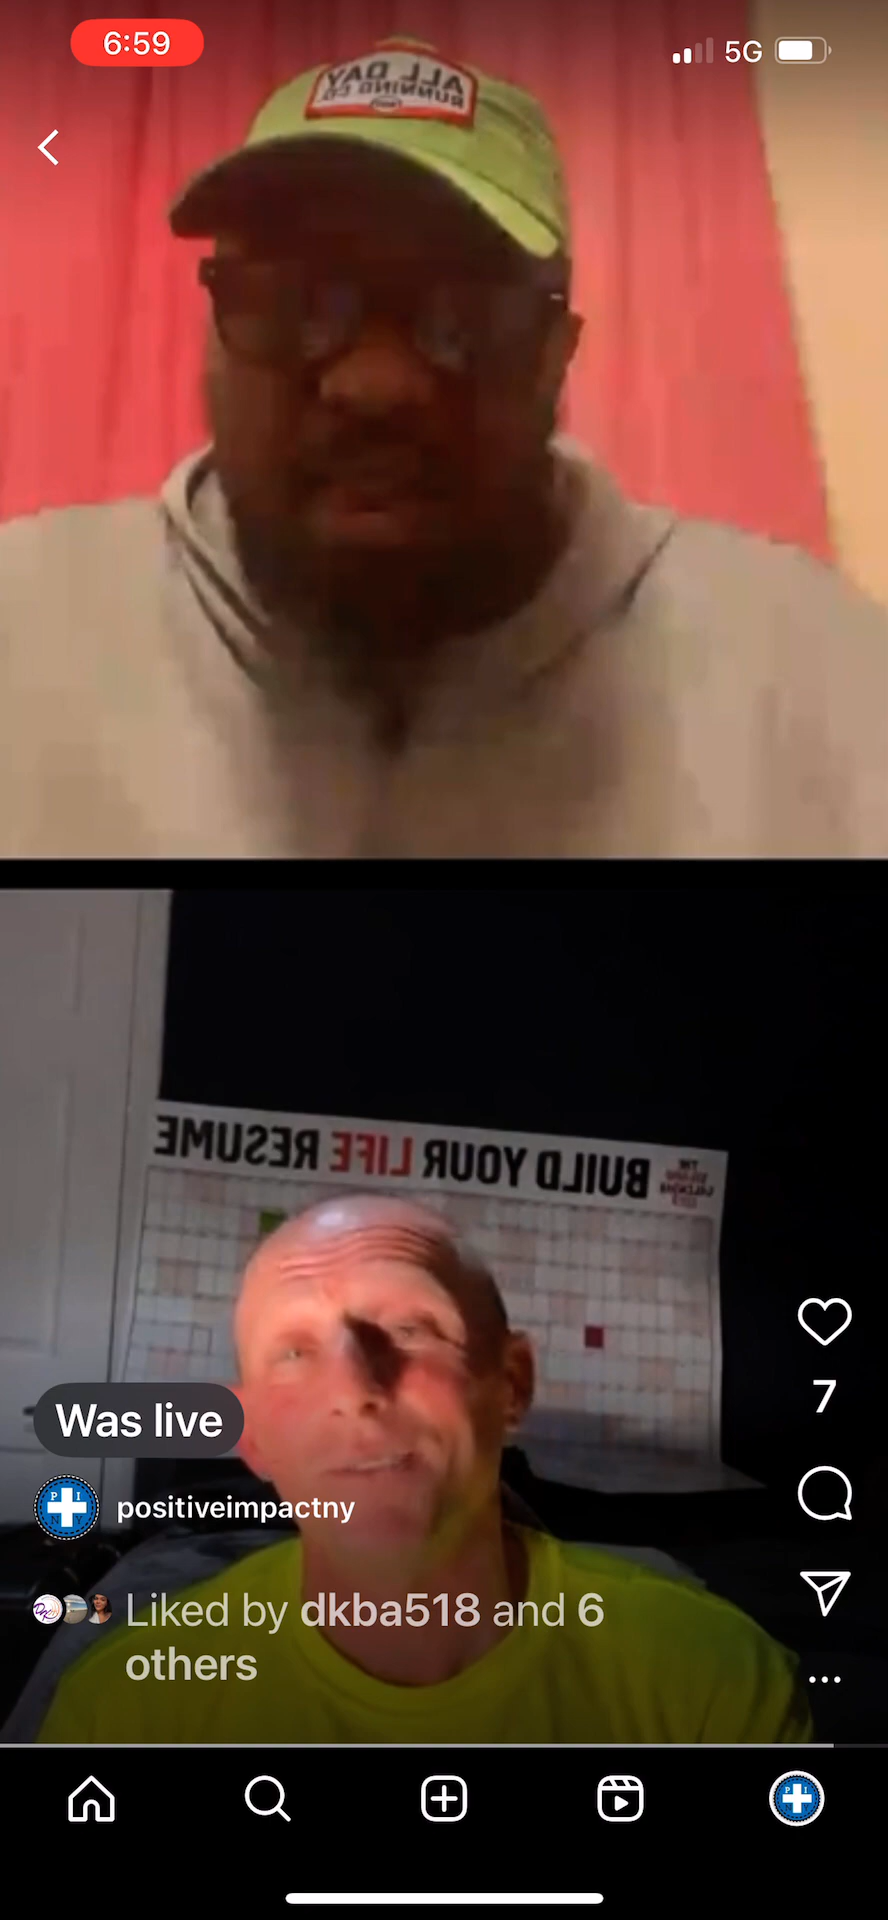 6:59
5G
ALL DAY
RUNNING CO
BUILD YOUR LIFE RESUME
Was live
P I
N Y
positiveimpactny
7
Liked by dkba518 and 6
others